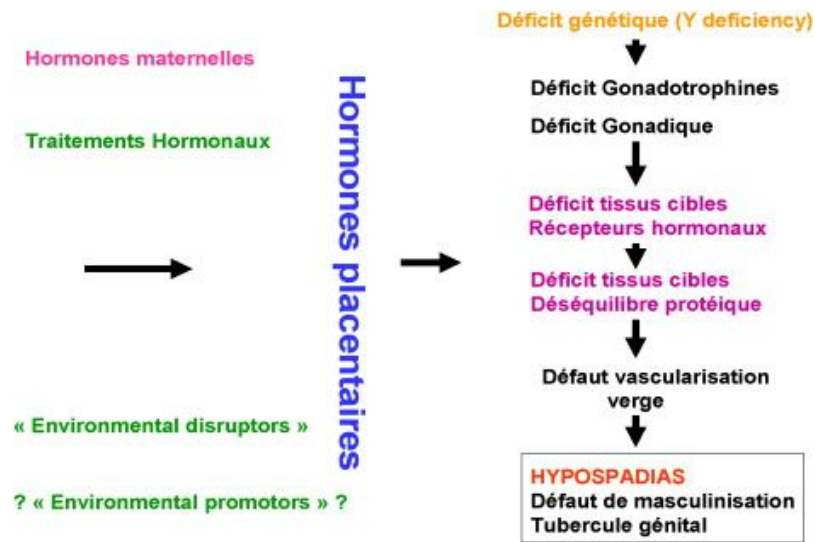 Hormones maternelles
Traitements Hormonaux
« Environmental disruptors »
? « Environmental promotors » ?
Hormones placentaires
Déficit génétique (Y deficiency)
Déficit Gonadotrophines
Déficit Gonadique
Déficit tissus cibles
Récepteurs hormonaux
Déficit tissus cibles
Déséquilibre protéique
Défaut vascularisation
verge
HYPOSPADIAS
Défaut de masculinisation
Tubercule génital